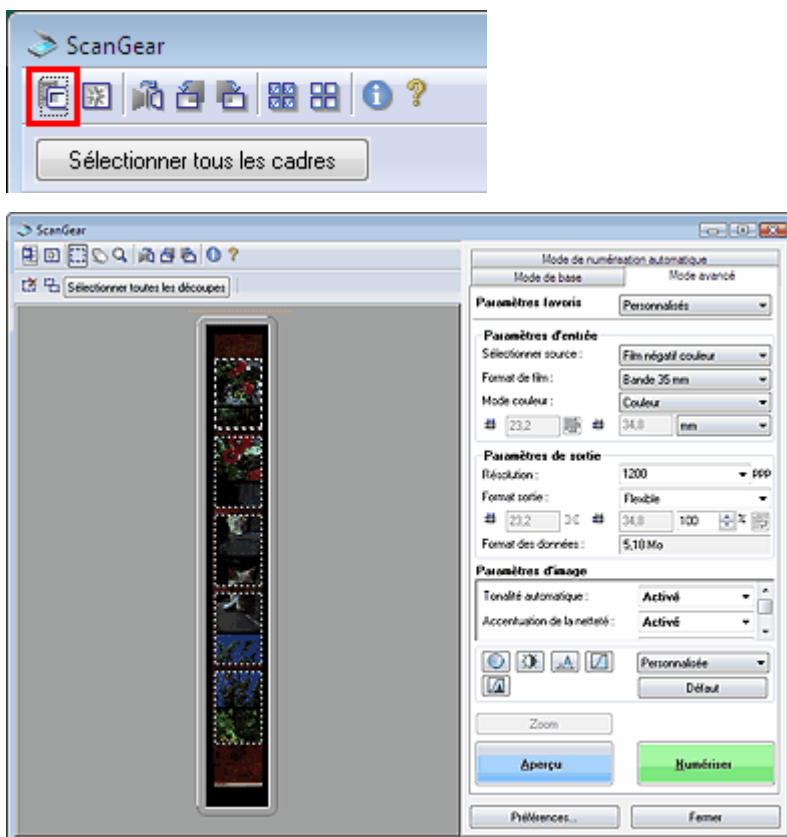 ScanGear
Sélectionner tous les cadres
ScanGear
Sélectionner toutes les découpes
Mode de numérisation automatique
Mode de base
Mode avancé
Paramètres favoris
Personnalisés
Paramètres d'entrée
Sélectionner source :
Film négatif couleur
Format de film :
Bande 35 mm
Mode couleur :
Couleur
23,2
34,8
mm
Paramètres de sortie
Résolution :
1200
ppp
Format sortie :
Flexible
23,2
34,8
100
%
Format des données :
5,18 Mo
Paramètres d'image
Tonalité automatique :
Activé
Accentuation de la netteté :
Activé
Personnalisée
Défaut
Zoom
Aperçu
Numériser
Préférences...
Fermer